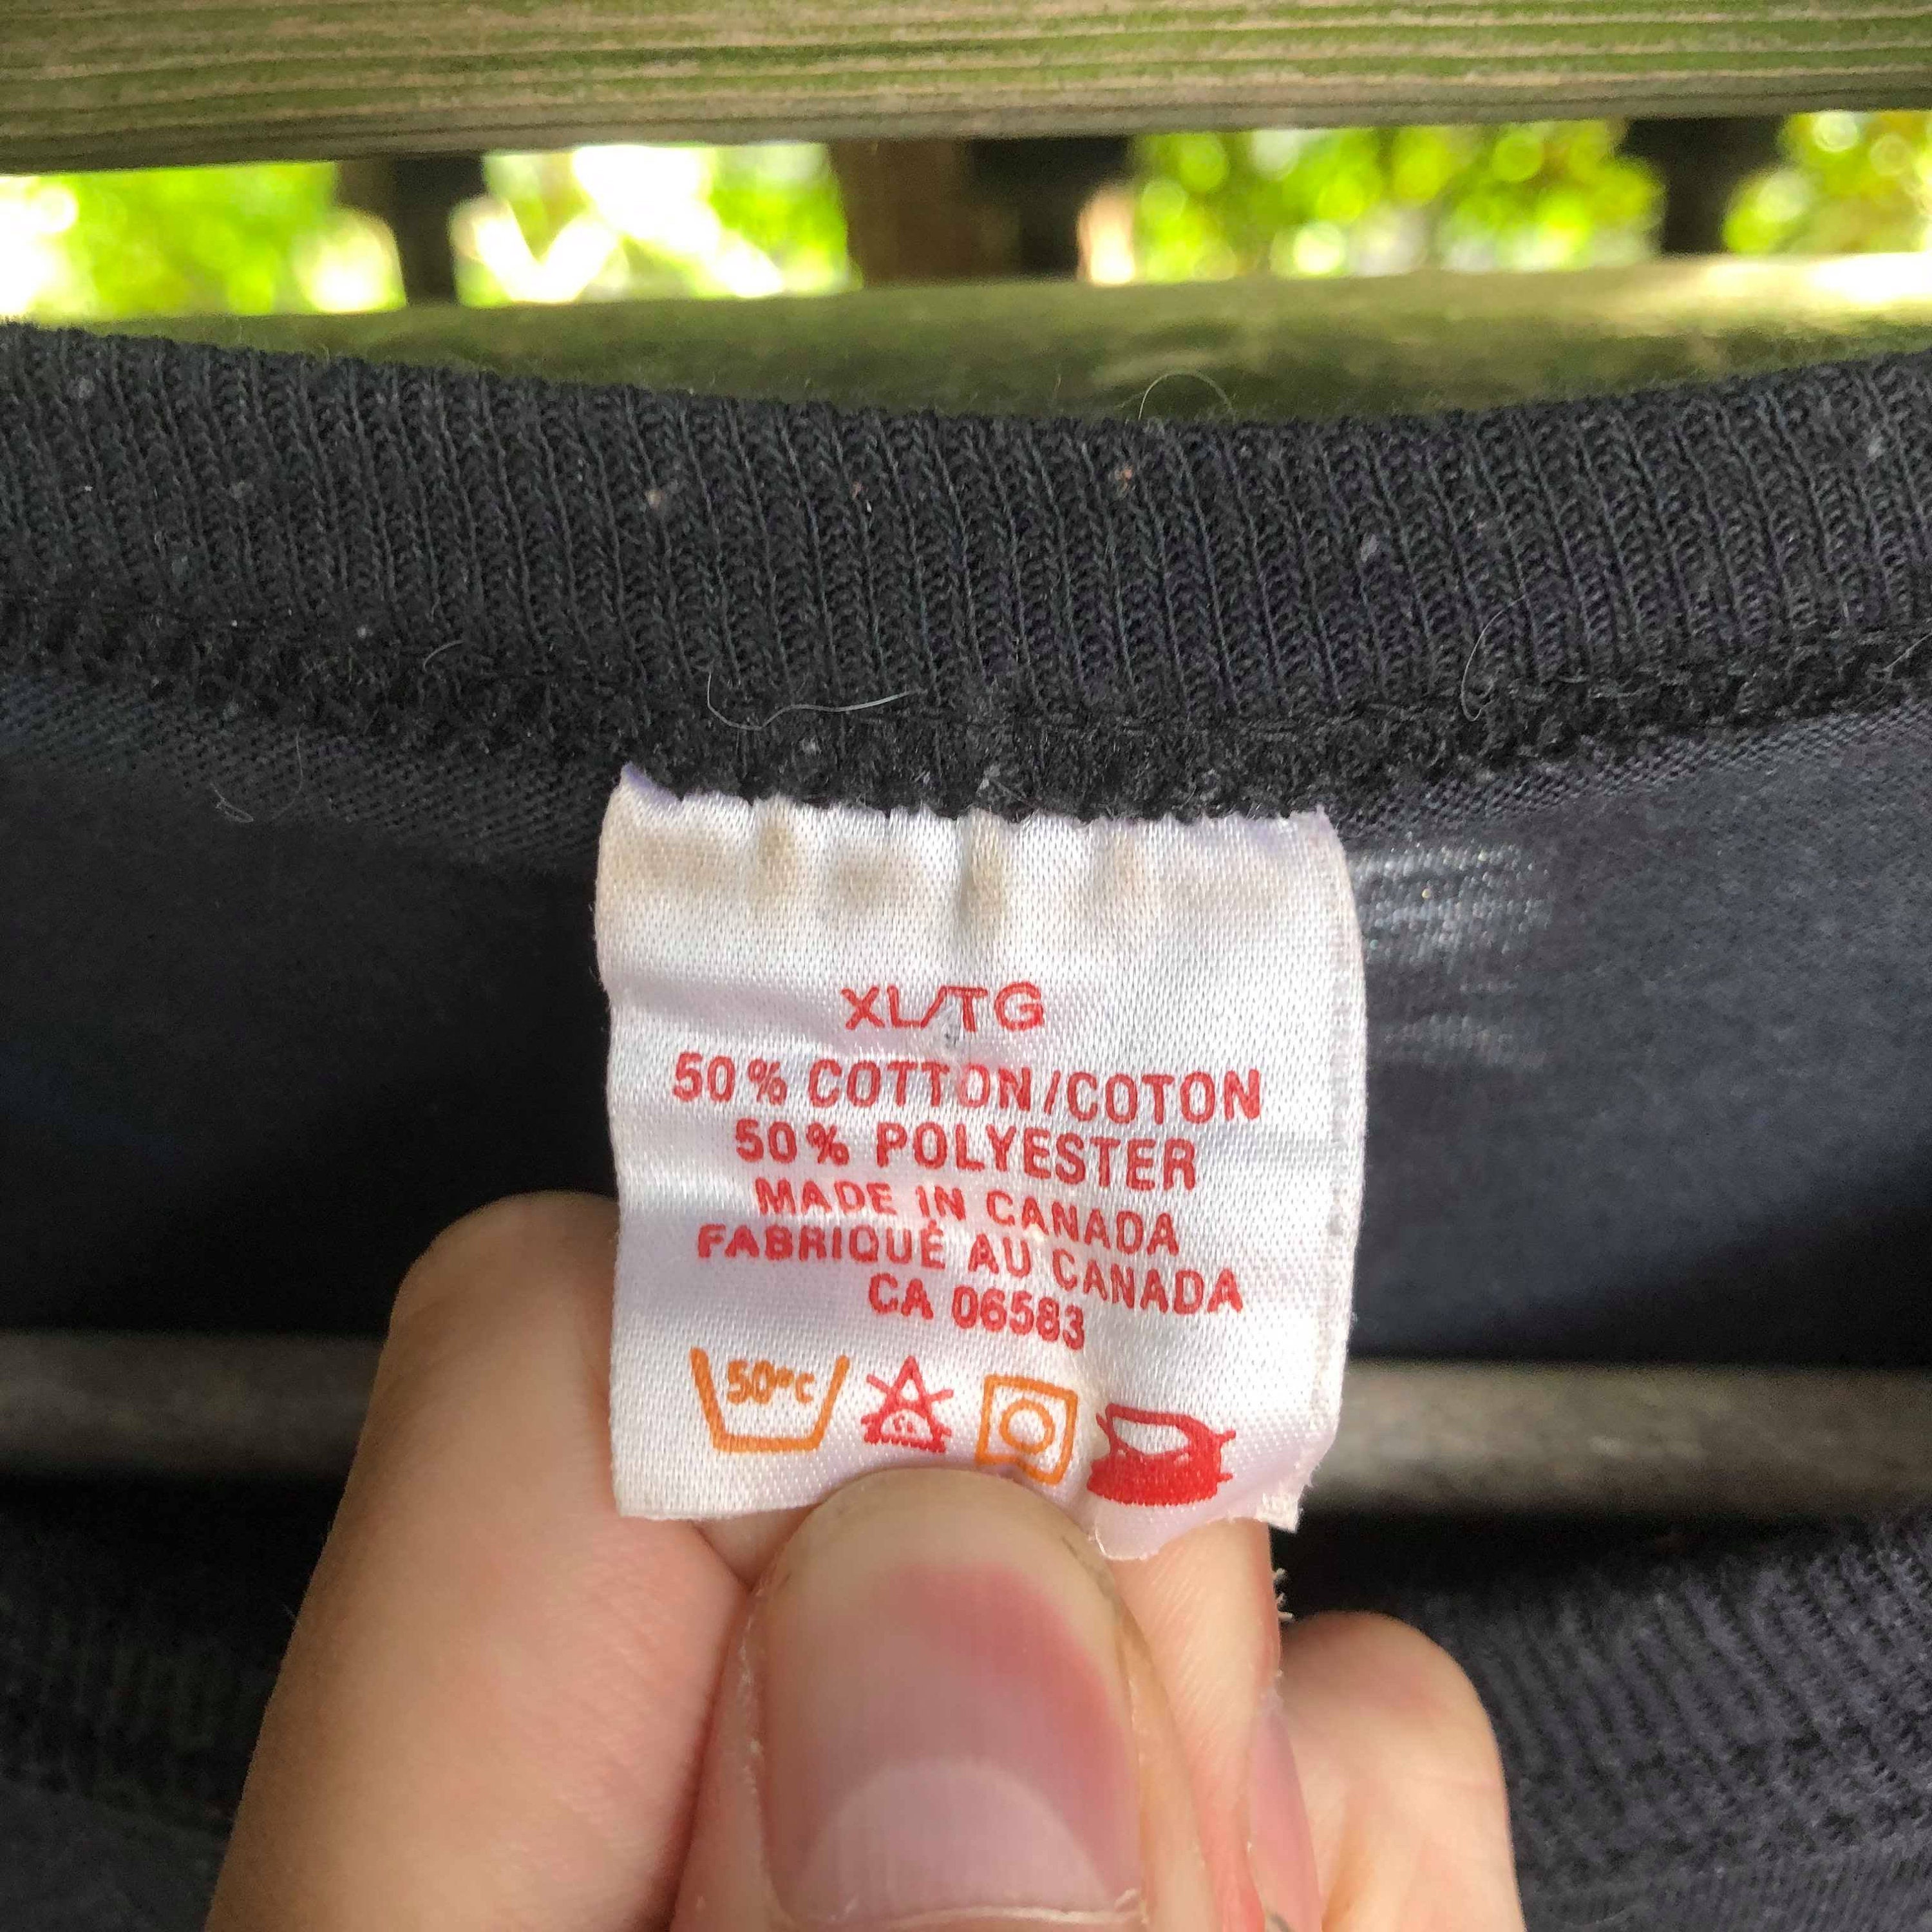 XL/TG
50% COTTON/COTON
50% POLYESTER
MADE IN CANADA
FABRIQUÉ AU CANADA
CA 06583
50°C